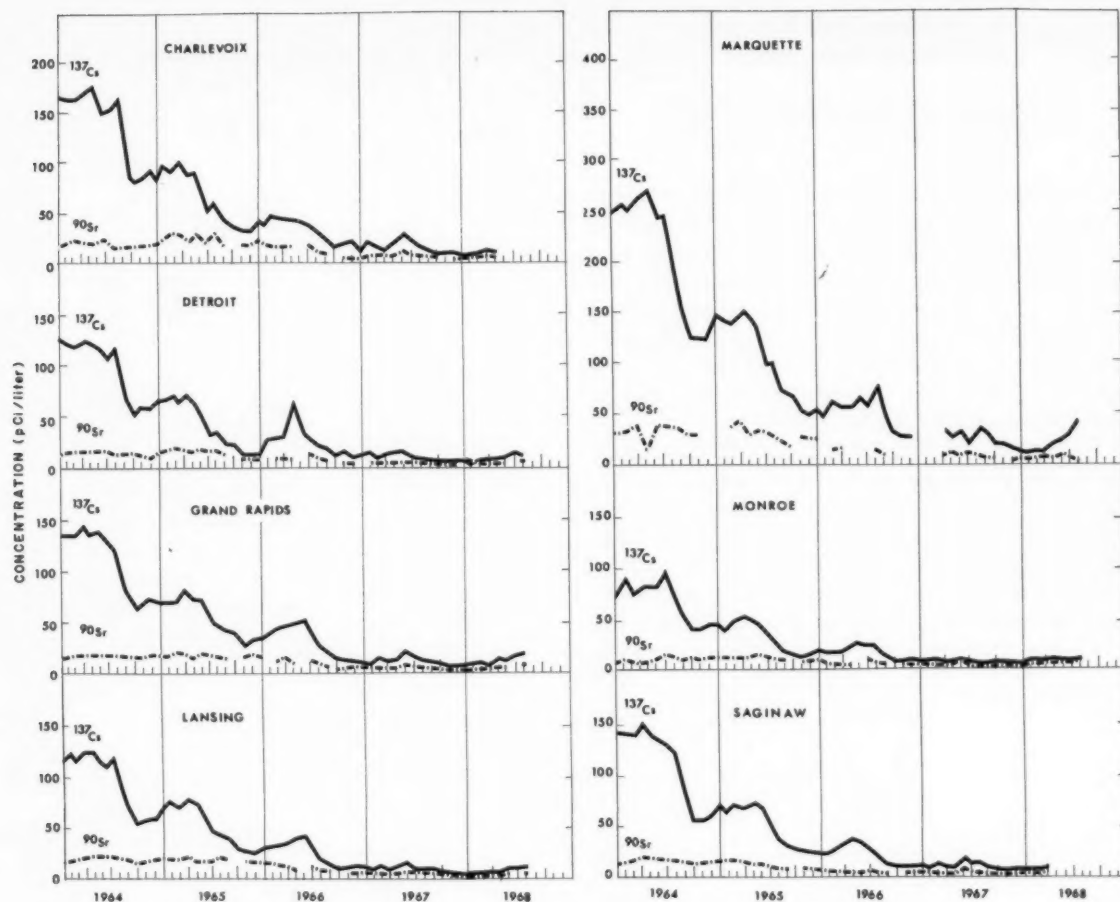 CONCENTRATION (pCi/liter)
CHARLEVOIX
200
150
100
50
0
137Cs
90Sr
DETROIT
150
100
50
0
137Cs
90Sr
GRAND RAPIDS
150
100
50
0
137Cs
90Sr
LANSING
150
100
50
0
137Cs
90Sr
1964 1965 1966 1967 1968
MARQUETTE
400
350
300
250
200
150
100
50
0
137Cs
90Sr
MONROE
150
100
50
0
137Cs
90Sr
SAGINAW
150
100
50
0
137Cs
90Sr
1964 1965 1966 1967 1968